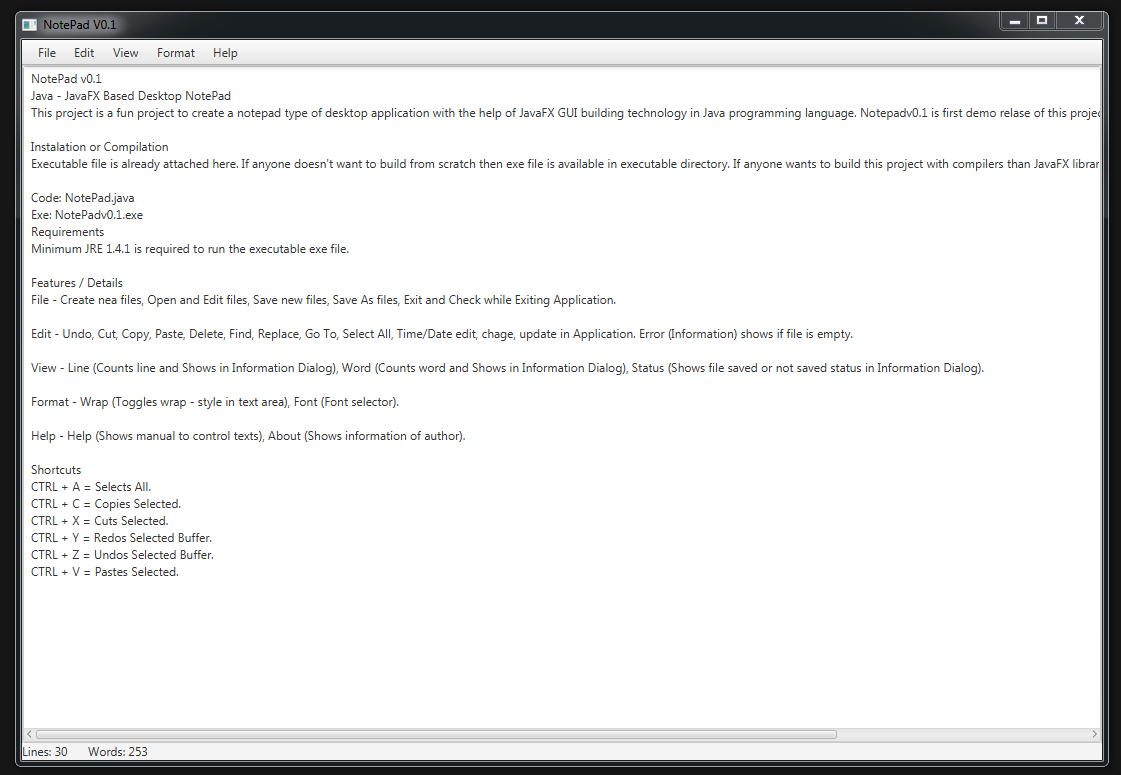 NotePad V0.1
File Edit View Format Help
NotePad v0.1
Java - JavaFX Based Desktop NotePad
This project is a fun project to create a notepad type of desktop application with the help of JavaFX GUI building technology in Java programming language. Notepadv0.1 is first demo relase of this projec
Instalation or Compilation
Executable file is already attached here. If anyone doesn't want to build from scratch then exe file is available in executable directory. If anyone wants to build this project with compilers than JavaFX librar
Code: NotePad.java
Exe: NotePadv0.1.exe
Requirements
Minimum JRE 1.4.1 is required to run the executable exe file.
Features / Details
File - Create nea files, Open and Edit files, Save new files, Save As files, Exit and Check while Exiting Application.
Edit - Undo, Cut, Copy, Paste, Delete, Find, Replace, Go To, Select All, Time/Date edit, chage, update in Application. Error (Information) shows if file is empty.
View - Line (Counts line and Shows in Information Dialog), Word (Counts word and Shows in Information Dialog), Status (Shows file saved or not saved status in Information Dialog).
Format - Wrap (Toggles wrap - style in text area), Font (Font selector).
Help - Help (Shows manual to control texts), About (Shows information of author).
Shortcuts
CTRL + A = Selects All.
CTRL + C = Copies Selected.
CTRL + X = Cuts Selected.
CTRL + Y = Redos Selected Buffer.
CTRL + Z = Undos Selected Buffer.
CTRL + V = Pastes Selected.
Lines: 30 Words: 253